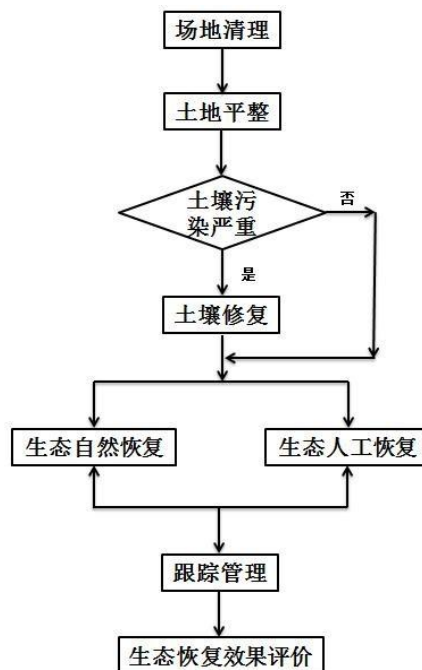 场地清理
土地平整
土壤污
染严重
否
是
土壤修复
生态自然恢复
生态人工恢复
跟踪管理
生态恢复效果评价